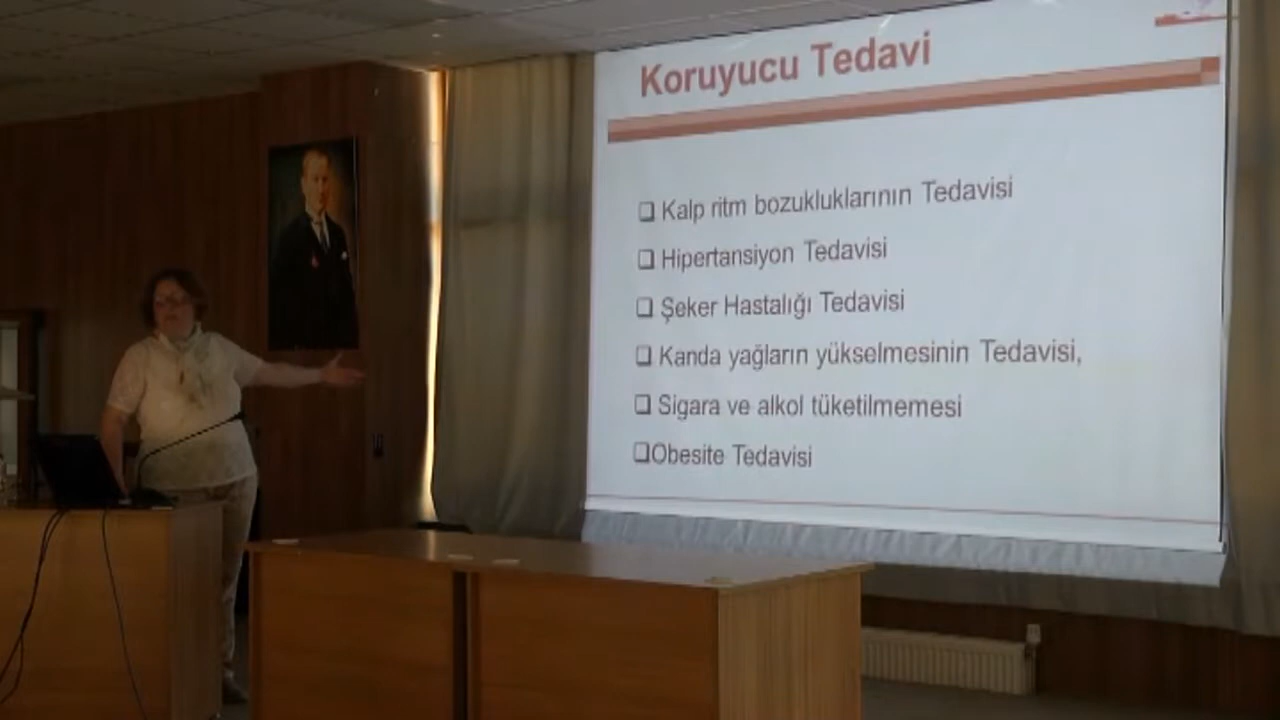 Koruyucu Tedavi
❑ Kalp ritm bozukluklarının Tedavisi
❑ Hipertansiyon Tedavisi
❑ Şeker Hastalığı Tedavisi
❑ Kanda yağların yükselmesinin Tedavisi,
❑ Sigara ve alkol tüketilmemesi
❑Obesite Tedavisi